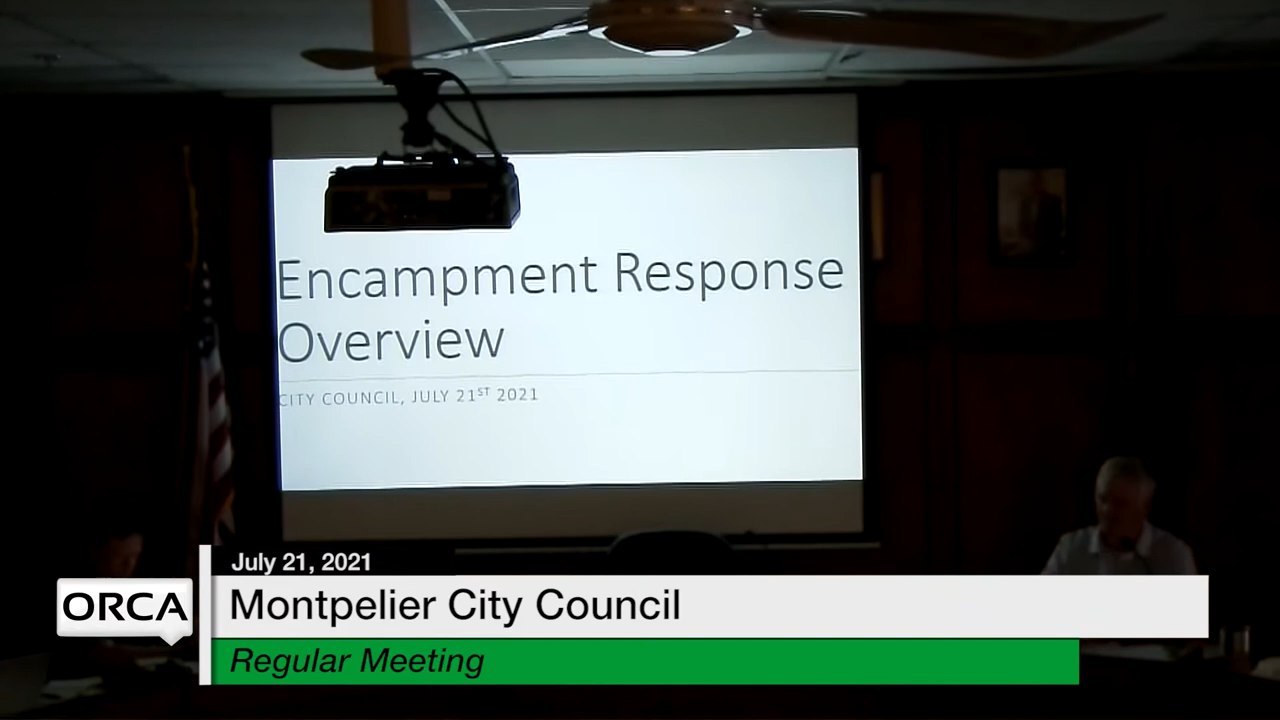 Encampment Response
Overview
CITY COUNCIL, JULY 21ST 2021
July 21, 2021
ORCA
Montpelier City Council
Regular Meeting